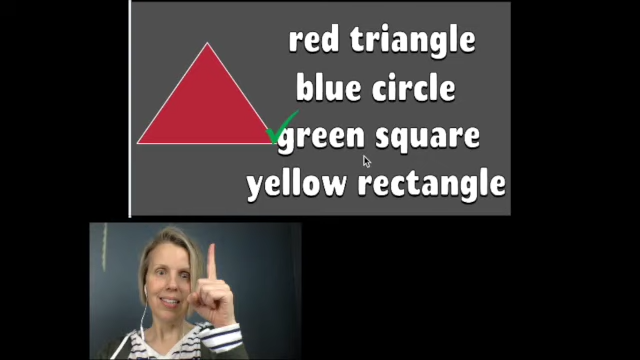 red triangle
blue circle
green square
yellow rectangle